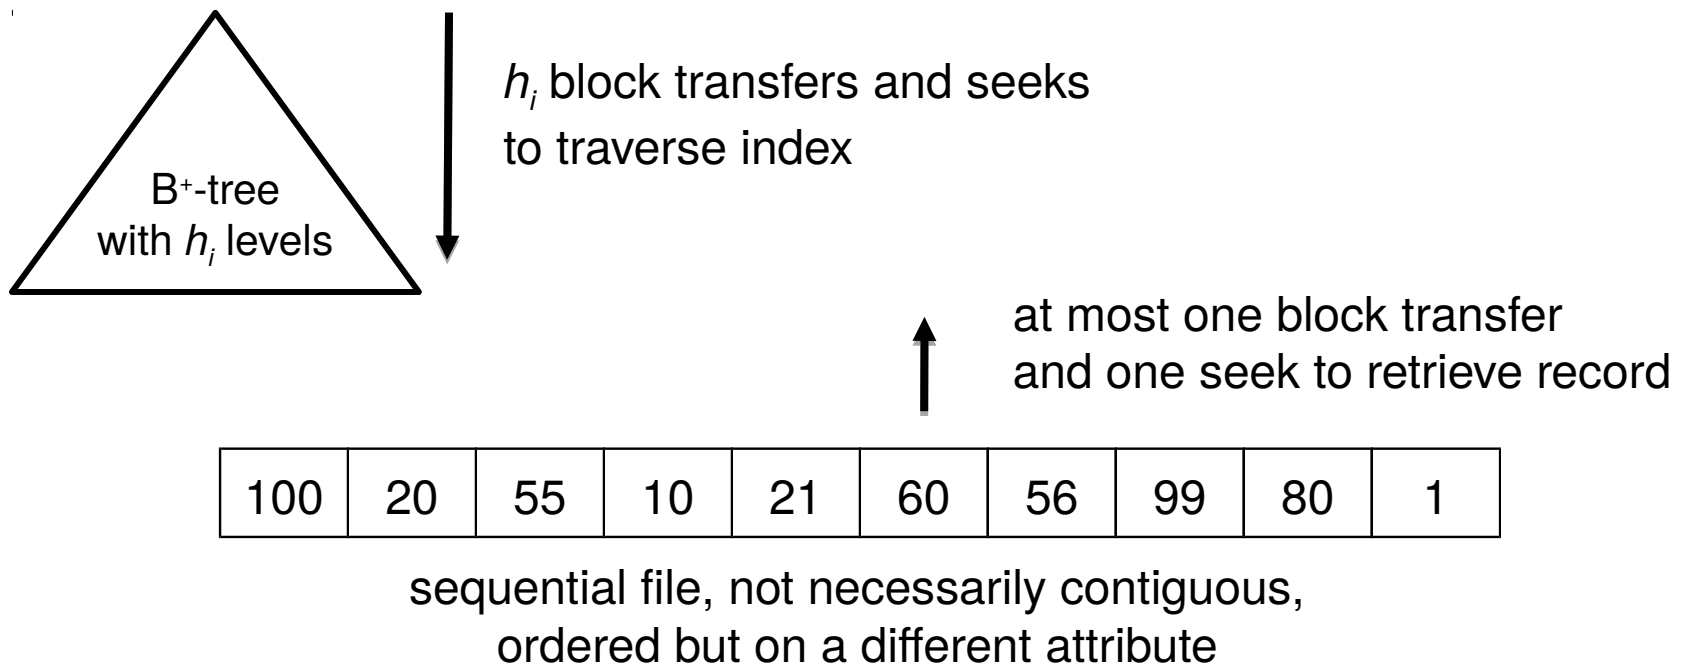 h_i block transfers and seeks
to traverse index
B⁺-tree
with h_i levels
at most one block transfer
and one seek to retrieve record
100 20 55 10 21 60 56 99 80 1
sequential file, not necessarily contiguous,
ordered but on a different attribute